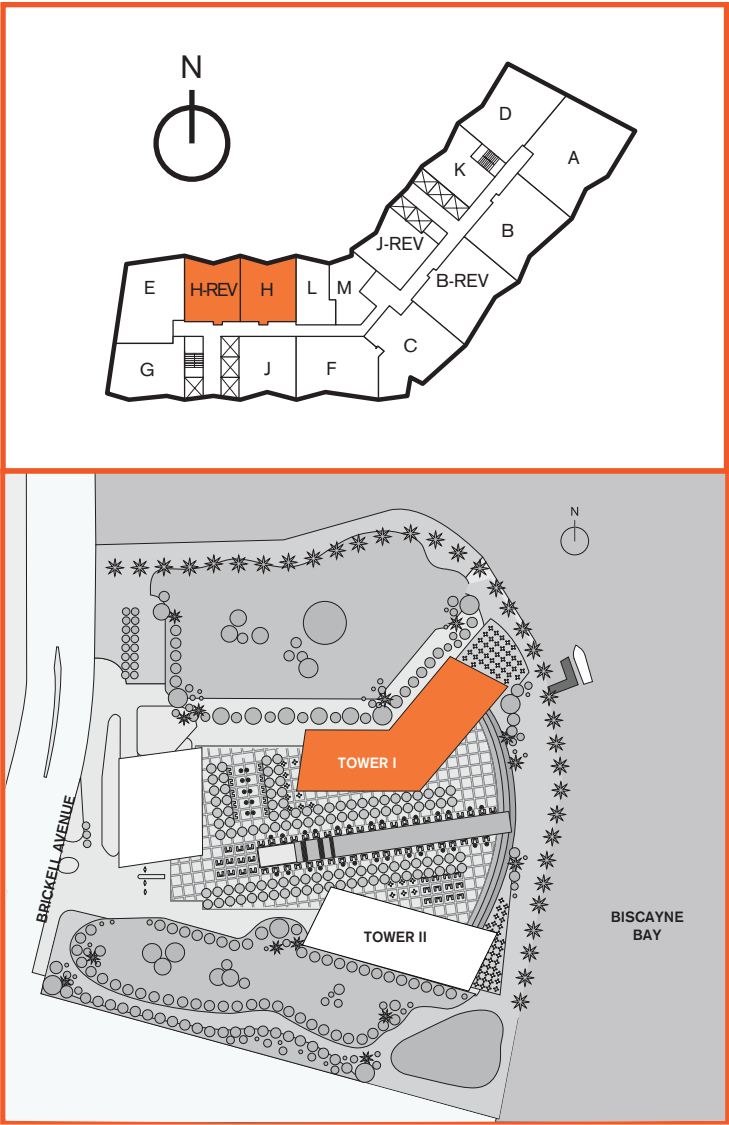 N
D
A
K
B
J-REV
B-REV
E
H-REV
H
L
M
C
G
J
F
N
TOWER I
BRICKELL AVENUE
TOWER II
BISCAYNE
BAY